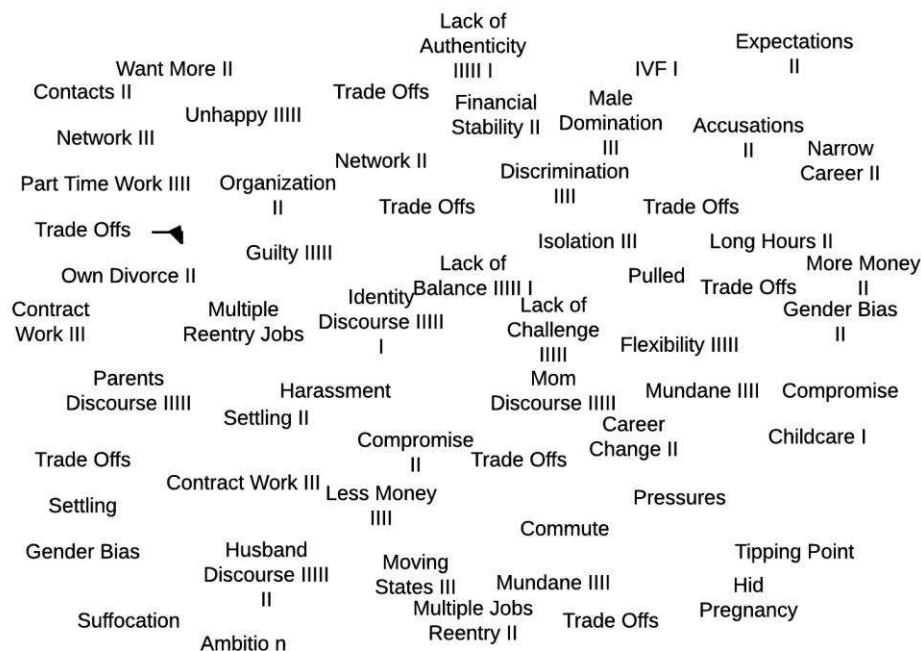 Lack of
Authenticity
IIIII I
Expectations
II
Want More II
IVF I
Contacts II
Trade Offs
Unhappy IIIII
Financial
Stability II
Male
Domination
III
Accusations
II
Network III
Narrow
Career II
Network II
Discrimination
IIII
Part Time Work IIII
Organization
II
Trade Offs
Trade Offs
Trade Offs
Isolation III
Long Hours II
Guilty IIIII
Lack of
Balance IIIII I
Own Divorce II
Pulled
More Money
II
Trade Offs
Contract
Work III
Multiple
Reentry Jobs
Identity
Discourse IIIII
I
Lack of
Challenge
IIIII
Gender Bias
II
Flexibility IIIII
Parents
Discourse IIIII
Harassment
Mom
Discourse IIIII
Mundane IIII
Compromise
Settling II
Career
Change II
Childcare I
Compromise
II
Trade Offs
Trade Offs
Contract Work III
Less Money
IIII
Pressures
Settling
Commute
Gender Bias
Husband
Discourse IIIII
II
Tipping Point
Moving
States III
Mundane IIII
Hid
Pregnancy
Multiple Jobs
Reentry II
Trade Offs
Suffocation
Ambitio n